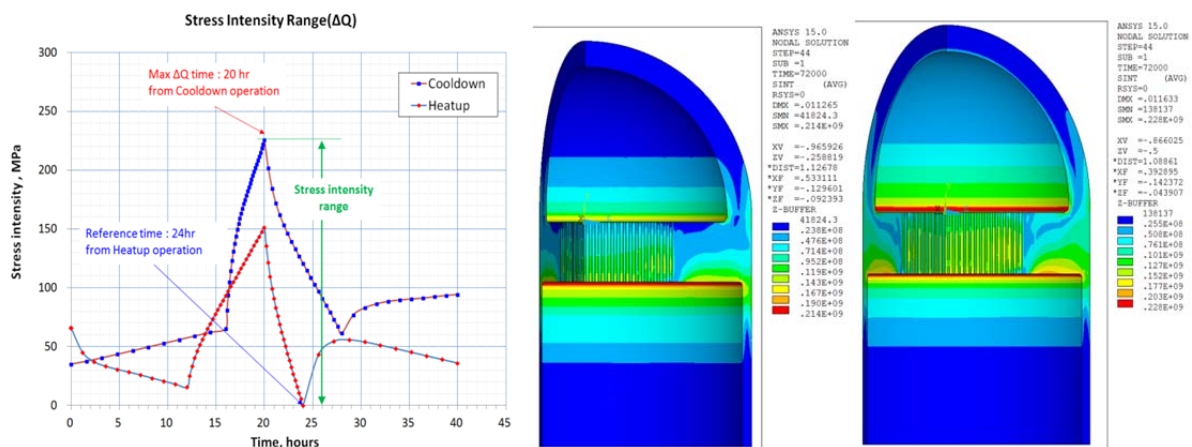 Stress Intensity Range(ΔQ)
Stress intensity , MPa
300
250
200
150
100
50
0
Max ΔQ time : 20 hr
from Cooldown operation
Cooldown
Heatup
Stress intensity
range
Reference time : 24hr
from Heatup operation
0
5
10
15
20
25
30
35
40
45
Time, hours
ANSYS 15.0
NODAL SOLUTION
STEP=44
SUB =1
TIME=72000
SINT (AVG)
RSYS=0
DMX =.011265
SMN =41824.3
SMX =.214E+09
XV =-.965926
ZV =-.258819
*DIST=1.12678
*XF =.533111
*YF =-.129601
*ZF =-.092393
Z-BUFFER
41824.3
.238E+08
.476E+08
.714E+08
.952E+08
.119E+09
.143E+09
.167E+09
.190E+09
.214E+09
ANSYS 15.0
NODAL SOLUTION
STEP=44
SUB =1
TIME=72000
SINT (AVG)
RSYS=0
DMX =.011633
SMN =138137
SMX =.228E+09
XV =-.866025
ZV =-.5
*DIST=1.08861
*XF =.392895
*YF =-.142372
*ZF =-.043907
Z-BUFFER
138137
.255E+08
.508E+08
.761E+08
.101E+09
.127E+09
.152E+09
.177E+09
.203E+09
.228E+09